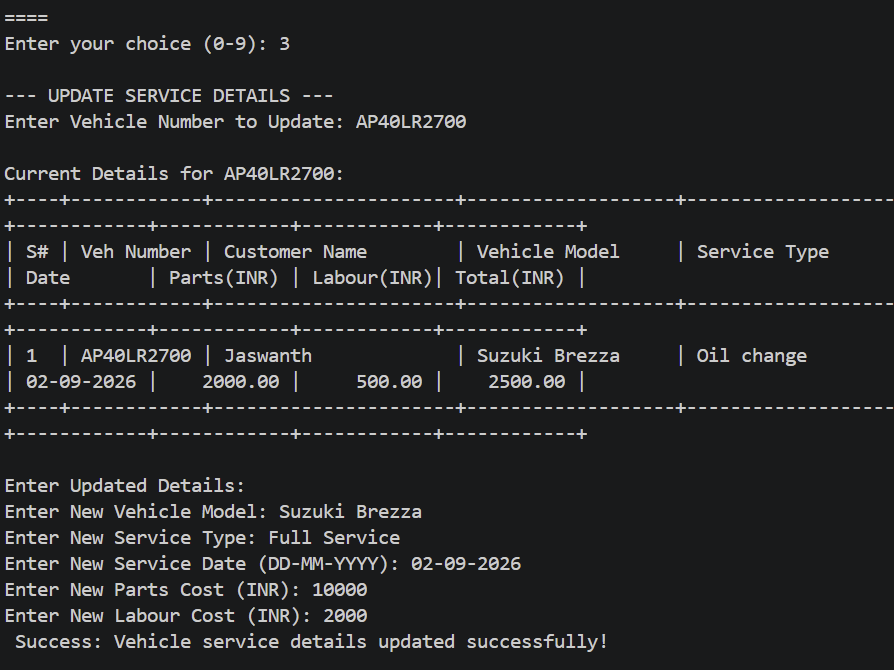 ====
Enter your choice (0-9): 3
--- UPDATE SERVICE DETAILS ---
Enter Vehicle Number to Update: AP40LR2700
Current Details for AP40LR2700:
+----+------------+-----------------------+-------------------+-------------------
+------------+------------+------------+------------+
| S# | Veh Number | Customer Name        | Vehicle Model     | Service Type
| Date       | Parts(INR) | Labour(INR)| Total(INR) |
+----+------------+-----------------------+-------------------+-------------------
+------------+------------+------------+------------+
| 1  | AP40LR2700 | Jaswanth             | Suzuki Brezza     | Oil change
| 02-09-2026 |    2000.00 |     500.00 |    2500.00 |
+----+------------+-----------------------+-------------------+-------------------
+------------+------------+------------+------------+
Enter Updated Details:
Enter New Vehicle Model: Suzuki Brezza
Enter New Service Type: Full Service
Enter New Service Date (DD-MM-YYYY): 02-09-2026
Enter New Parts Cost (INR): 10000
Enter New Labour Cost (INR): 2000
 Success: Vehicle service details updated successfully!